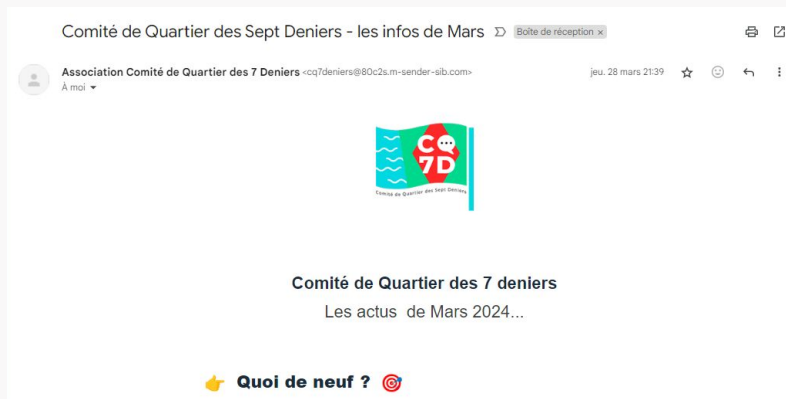 Comité de Quartier des Sept Deniers - les infos de Mars Boîte de réception ×
Association Comité de Quartier des 7 Deniers <cq7deniers@80c2s.m-sender-sib.com> jeu. 28 mars 21:39
À moi
CQ
7D
Comité de Quartier des Sept Deniers
Comité de Quartier des 7 deniers
Les actus de Mars 2024...
👉 Quoi de neuf ? 🎯